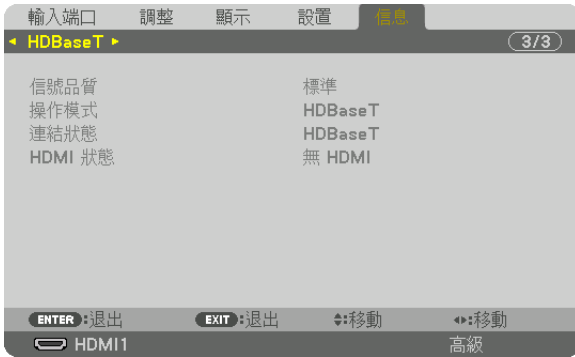 輸入端口 調整 顯示 設置 信息
HDBaseT 3/3
信號品質 標準
操作模式 HDBaseT
連結狀態 HDBaseT
HDMI 狀態 無 HDMI
ENTER:退出 EXIT:退出 :移動 :移動
HDMI1 高級